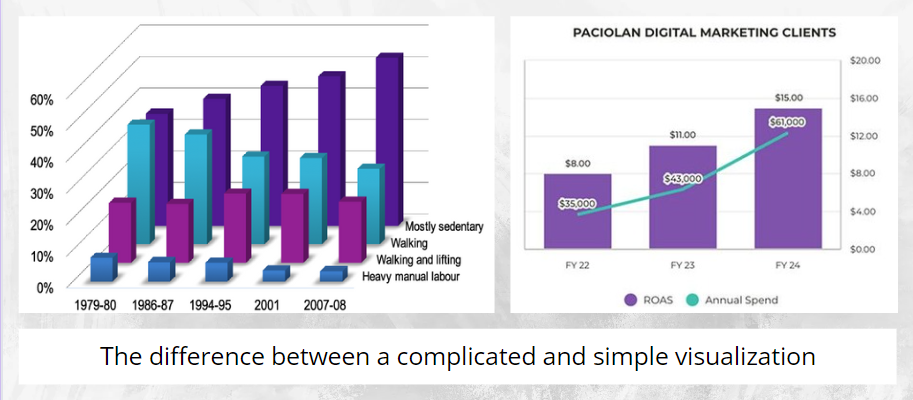 60%
50%
40%
30%
20%
10%
0%
Mostly sedentary
Walking
Walking and lifting
Heavy manual labour
1979-80 1986-87 1994-95 2001 2007-08
PACIOLAN DIGITAL MARKETING CLIENTS
$20.00
$16.00
$12.00
$8.00
$4.00
$0.00
$8.00
$11.00
$15.00
$35,000
$43,000
$61,000
FY 22 FY 23 FY 24
ROAS Annual Spend
The difference between a complicated and simple visualization